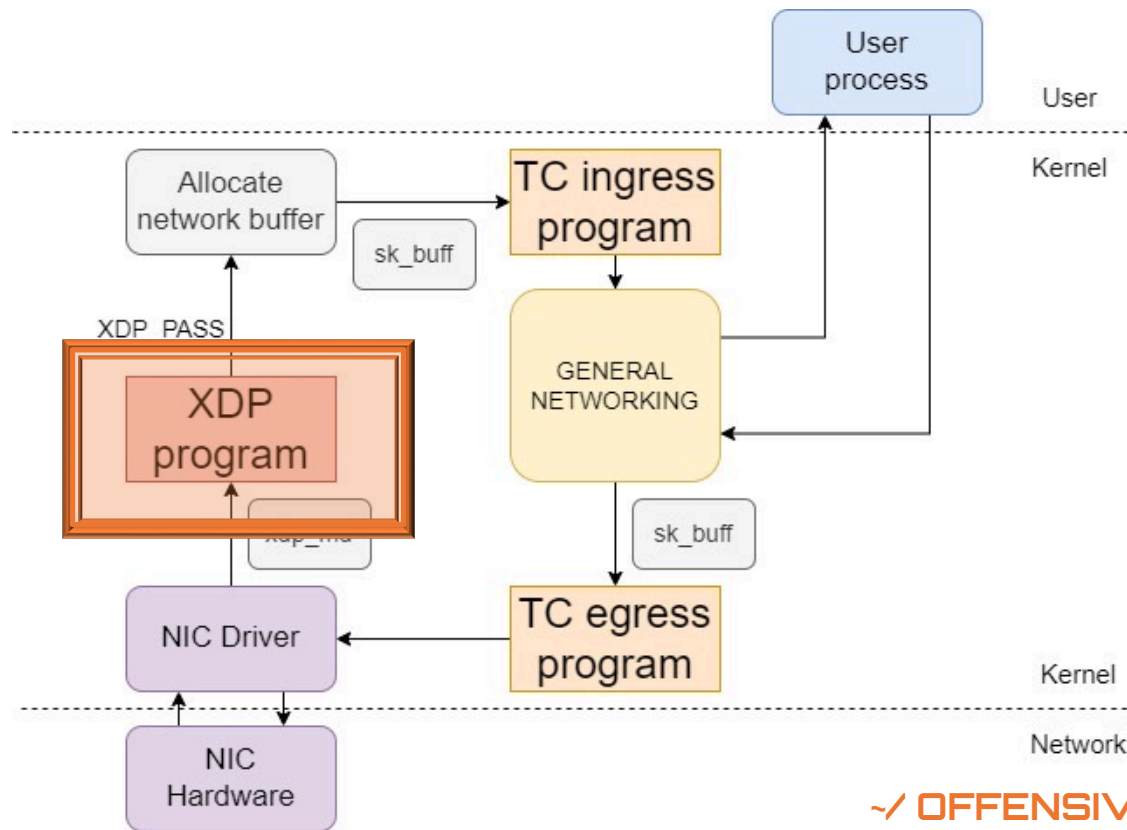 User
process
User
Kernel
Allocate
network buffer
TC ingress
program
sk_buff
XDP_PASS
XDP
program
GENERAL
NETWORKING
sk_buff
NIC Driver
TC egress
program
Kernel
Network
NIC
Hardware
~/ OFFENSIV